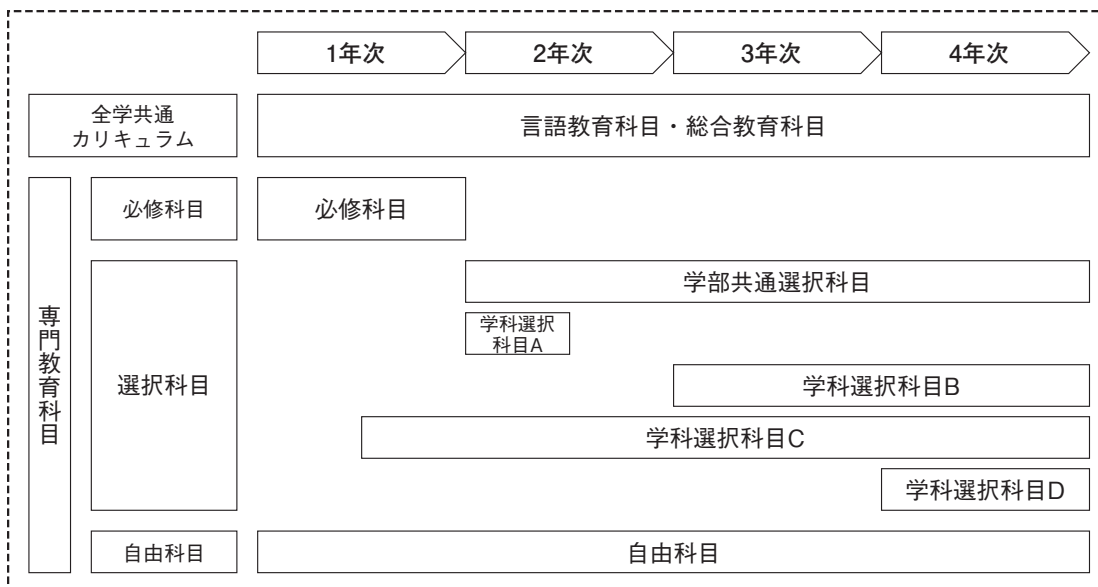 1年次
2年次
3年次
4年次
全学共通
カリキュラム
言語教育科目・総合教育科目
専門教育科目
必修科目
必修科目
選択科目
学部共通選択科目
学科選択
科目A
学科選択科目B
学科選択科目C
学科選択科目D
自由科目
自由科目